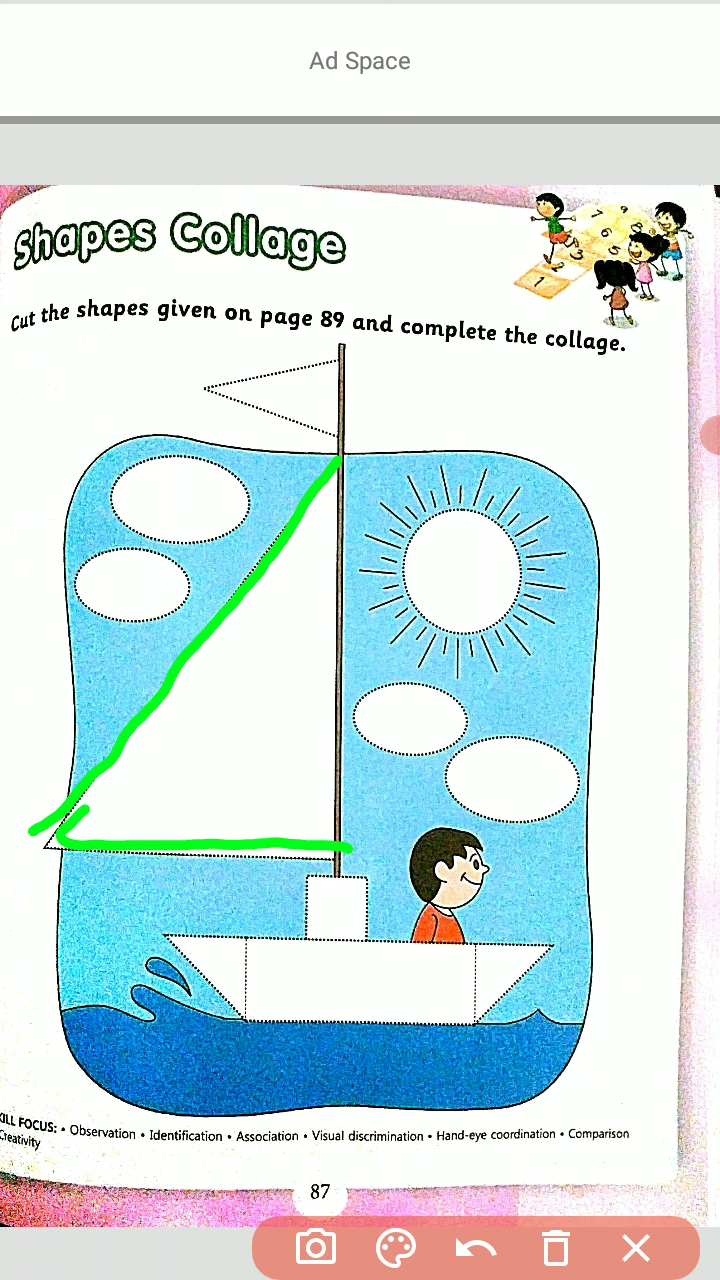 Ad Space
Shapes Collage
Cut the shapes given on page 89 and complete the collage.
FOCUS: • Observation • Identification • Association • Visual discrimination • Hand-eye coordination • Comparison
Creativity
87